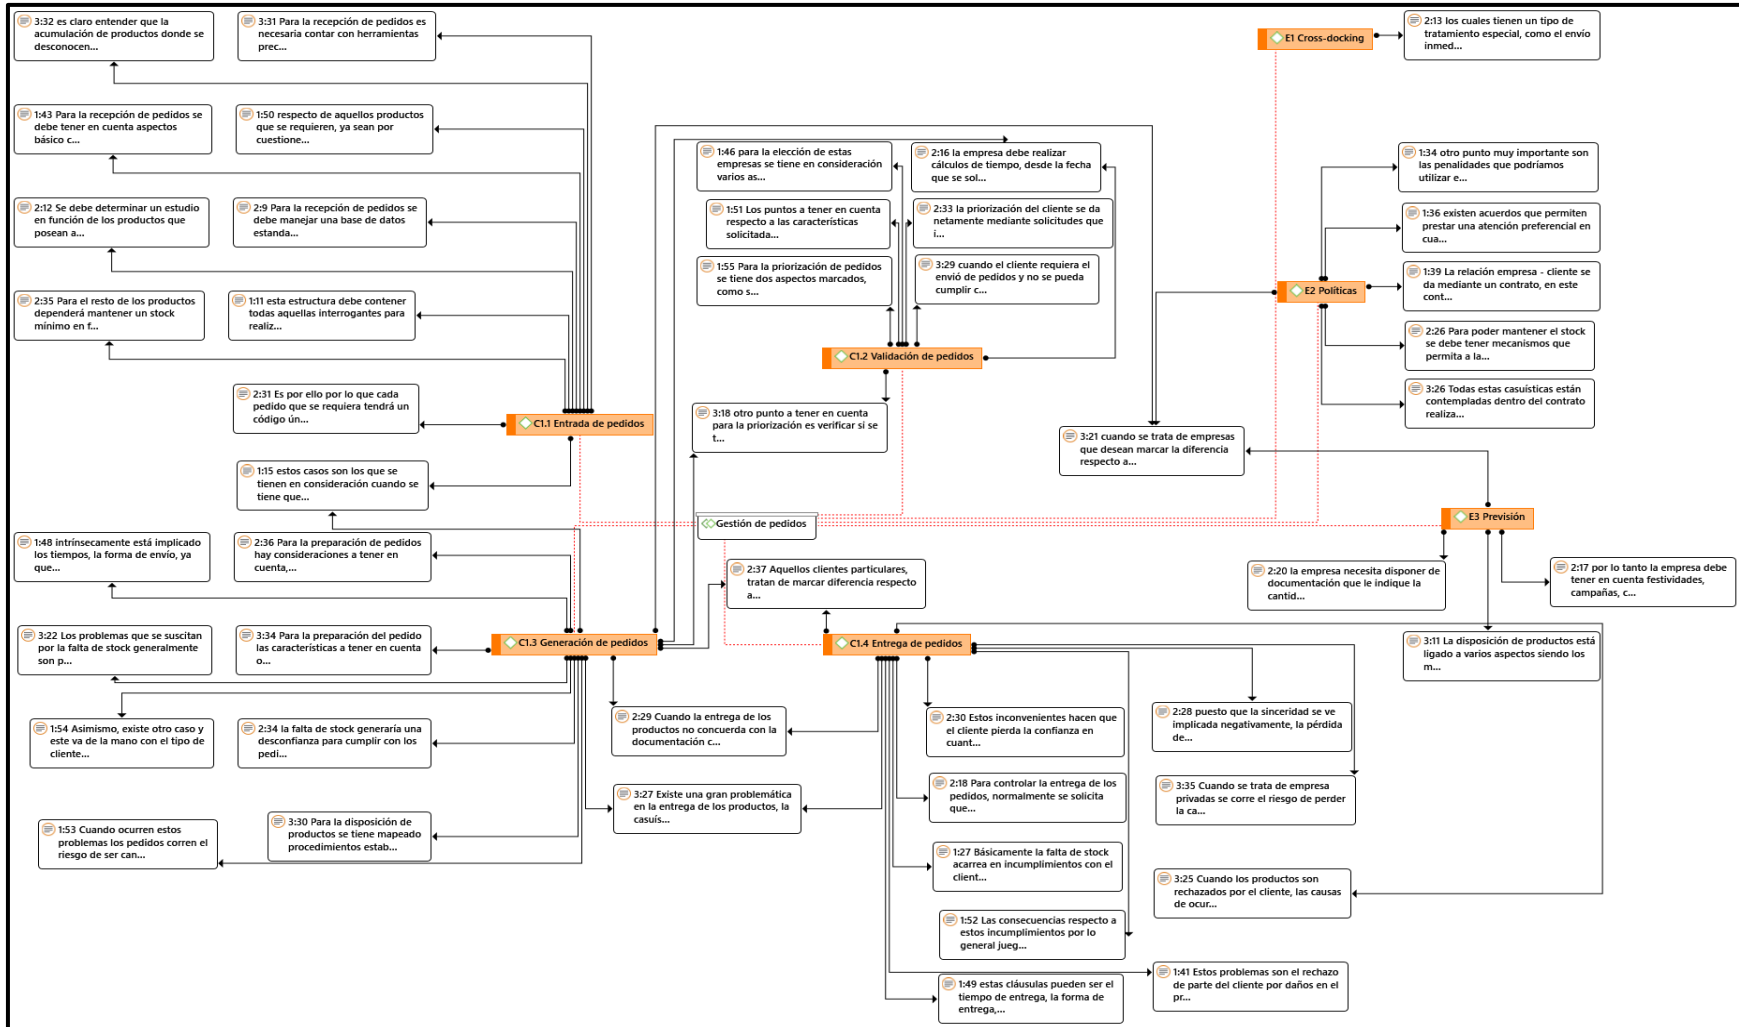 3:32 es claro entender que la
acumulación de productos donde se
desconocen...
3:31 Para la recepción de pedidos es
necesaria contar con herramientas
prec...
E1 Cross-docking
2:13 los cuales tienen un tipo de
tratamiento especial, como el envío
inmed...
1:43 Para la recepción de pedidos se
debe tener en cuenta aspectos
básico c...
1:50 respecto de aquellos productos
que se requieren, ya sean por
cuestione...
1:46 para la elección de estas
empresas se tiene en consideración
varios as...
2:16 la empresa debe realizar
cálculos de tiempo, desde la fecha
que se sol...
1:34 otro punto muy importante son
las penalidades que podríamos
utilizar e...
2:12 Se debe determinar un estudio
en función de los productos que
posean a...
2:9 Para la recepción de pedidos se
debe manejar una base de datos
estanda...
1:51 Los puntos a tener en cuenta
respecto a las características
solicitada...
2:33 la priorización del cliente se da
netamente mediante solicitudes que
i...
1:36 existen acuerdos que permiten
prestar una atención preferencial en
cua...
1:55 Para la priorización de pedidos
se tiene dos aspectos marcados,
como s...
3:29 cuando el cliente requiera el
envió de pedidos y no se pueda
cumplir c...
1:39 La relación empresa - cliente se
da mediante un contrato, en este
cont...
E2 Políticas
2:35 Para el resto de los productos
dependerá mantener un stock
mínimo en f...
1:11 esta estructura debe contener
todas aquellas interrogantes para
realiz...
2:26 Para poder mantener el stock
se debe tener mecanismos que
permita a la...
C1.2 Validación de pedidos
2:31 Es por ello por lo que cada
pedido que se requiera tendrá un
código ún...
3:26 Todas estas casuísticas están
contempladas dentro del contrato
realiza...
C1.1 Entrada de pedidos
3:18 otro punto a tener en cuenta
para la priorización es verificar si se
t...
3:21 cuando se trata de empresas
que desean marcar la diferencia
respecto a...
1:15 estos casos son los que se
tienen en consideración cuando se
tiene que...
Gestión de pedidos
E3 Previsión
1:48 intrínsecamente está implicado
los tiempos, la forma de envío, ya
que...
2:36 Para la preparación de pedidos
hay consideraciones a tener en
cuenta,...
2:37 Aquellos clientes particulares,
tratan de marcar diferencia respecto
a...
2:20 la empresa necesita disponer de
documentación que le indique la
cantid...
2:17 por lo tanto la empresa debe
tener en cuenta festividades,
campañas, c...
3:22 Los problemas que se suscitan
por la falta de stock generalmente
son p...
3:34 Para la preparación del pedido
las características a tener en cuenta
o...
C1.3 Generación de pedidos
C1.4 Entrega de pedidos
3:11 La disposición de productos está
ligado a varios aspectos siendo los
m...
1:54 Asimismo, existe otro caso y
este va de la mano con el tipo de
cliente...
2:34 la falta de stock generaría una
desconfianza para cumplir con los
pedi...
2:29 Cuando la entrega de los
productos no concuerda con la
documentación c...
2:30 Estos inconvenientes hacen que
el cliente pierda la confianza en
cuant...
2:28 puesto que la sinceridad se ve
implicada negativamente, la pérdida
de...
3:27 Existe una gran problemática
en la entrega de los productos, la
casuís...
2:18 Para controlar la entrega de los
pedidos, normalmente se solicita
que...
3:35 Cuando se trata de empresa
privadas se corre el riesgo de perder
la ca...
1:53 Cuando ocurren estos
problemas los pedidos corren el
riesgo de ser can...
3:30 Para la disposición de
productos se tiene mapeado
procedimientos estab...
1:27 Básicamente la falta de stock
acarrea en incumplimientos con el
client...
3:25 Cuando los productos son
rechazados por el cliente, las causas
de ocur...
1:52 Las consecuencias respecto a
estos incumplimientos por lo
general jueg...
1:41 Estos problemas son el rechazo
de parte del cliente por daños en el
pr...
1:49 estas cláusulas pueden ser el
tiempo de entrega, la forma de
entrega,...